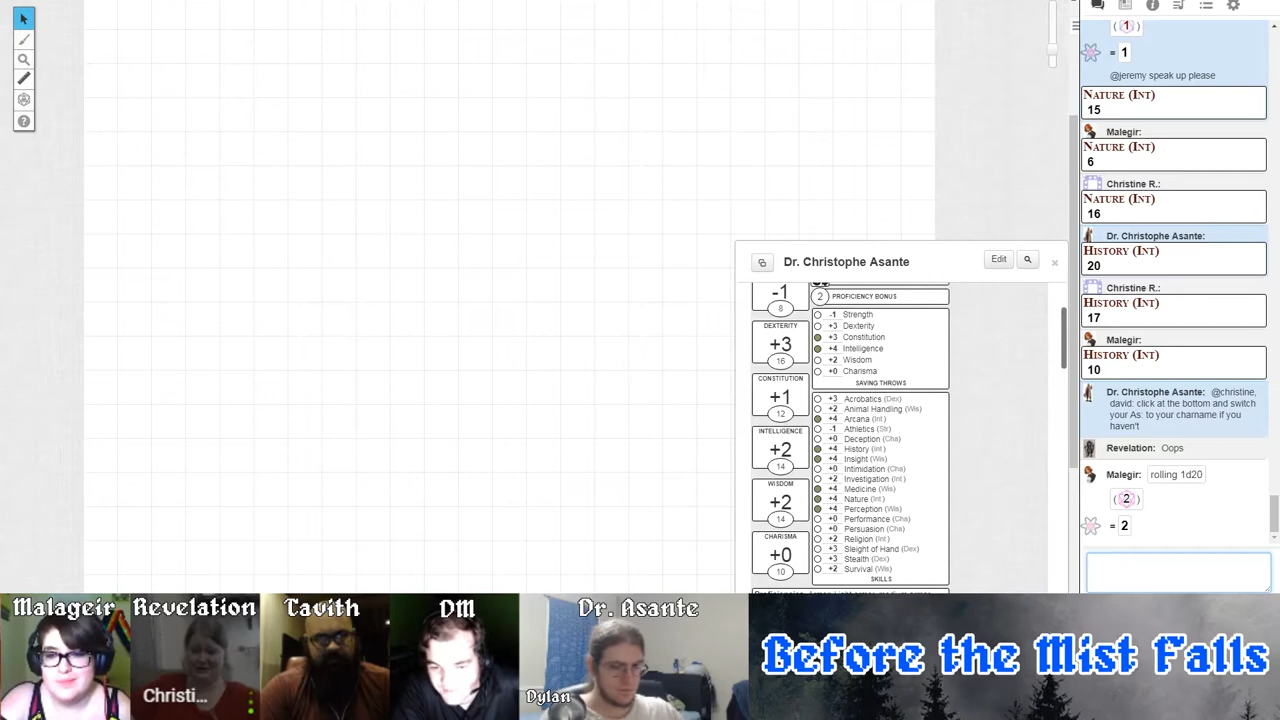 ( 1 )
= 1
@jeremy speak up please
Nature (Int)
15
Malegir:
Nature (Int)
6
Christine R.:
Nature (Int)
16
Dr. Christophe Asante:
History (Int)
20
Christine R.:
History (Int)
17
Malegir:
History (Int)
10
Dr. Christophe Asante: @christine,
david: click at the bottom and switch
your As: to your charname if you
haven't
Revelation: Oops
Malegir: rolling 1d20
( 2 )
= 2
Dr. Christophe Asante
Edit
-1
8
2 PROFICIENCY BONUS
DEXTERITY
+3
16
CONSTITUTION
+1
12
INTELLIGENCE
+2
14
WISDOM
+2
14
CHARISMA
+0
10
-1 Strength
+3 Dexterity
+3 Constitution
+4 Intelligence
+2 Wisdom
+0 Charisma
SAVING THROWS
+3 Acrobatics (Dex)
+2 Animal Handling (Wis)
+4 Arcana (Int)
-1 Athletics (Str)
+0 Deception (Cha)
+4 History (Int)
+4 Insight (Wis)
+0 Intimidation (Cha)
+2 Investigation (Int)
+4 Medicine (Wis)
+4 Nature (Int)
+4 Perception (Wis)
+0 Performance (Cha)
+0 Persuasion (Cha)
+2 Religion (Int)
+3 Sleight of Hand (Dex)
+3 Stealth (Dex)
+2 Survival (Wis)
SKILLS
Malageir
Revelation
Tavith
DM
Dr. Asante
Christi...
Dylan
Before the Mist Falls